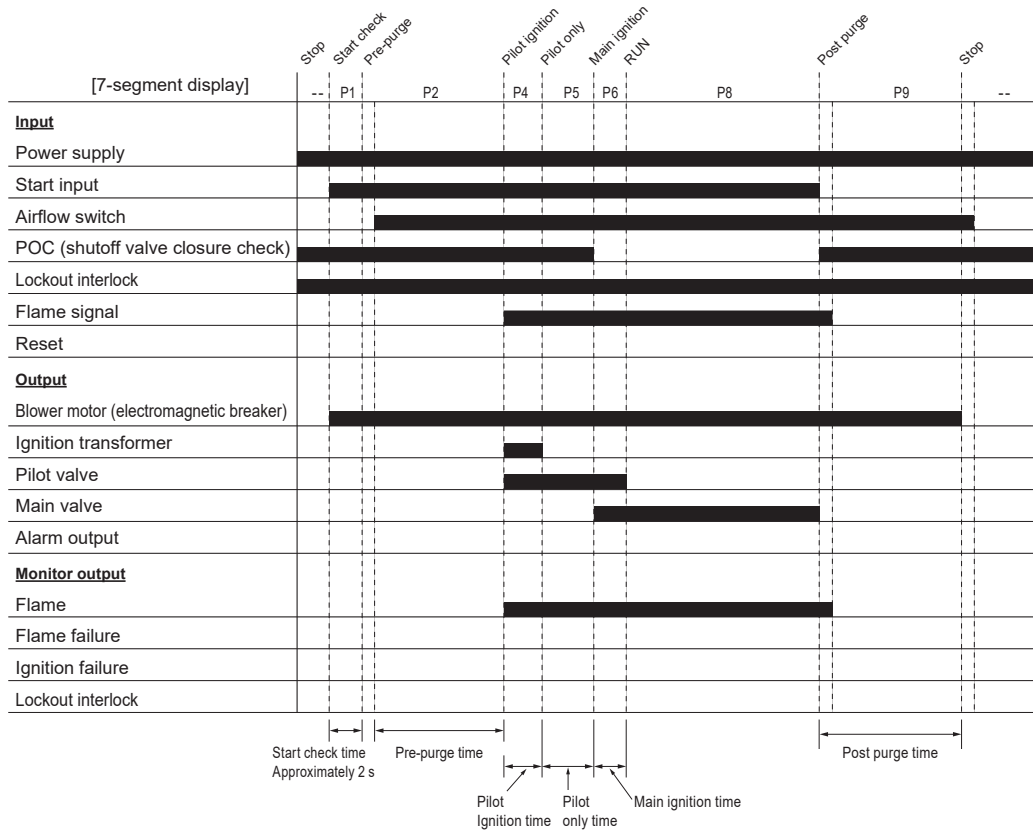 Stop
Start check
Pre-purge
Pilot ignition
Pilot only
Main ignition
RUN
Post purge
Stop
[7-segment display] -- P1 P2 P4 P5 P6 P8 P9 --
Input
Power supply
Start input
Airflow switch
POC (shutoff valve closure check)
Lockout interlock
Flame signal
Reset
Output
Blower motor (electromagnetic breaker)
Ignition transformer
Pilot valve
Main valve
Alarm output
Monitor output
Flame
Flame failure
Ignition failure
Lockout interlock
Start check time
Approximately 2 s
Pre-purge time
Post purge time
Pilot
Ignition time
Pilot
only time
Main ignition time